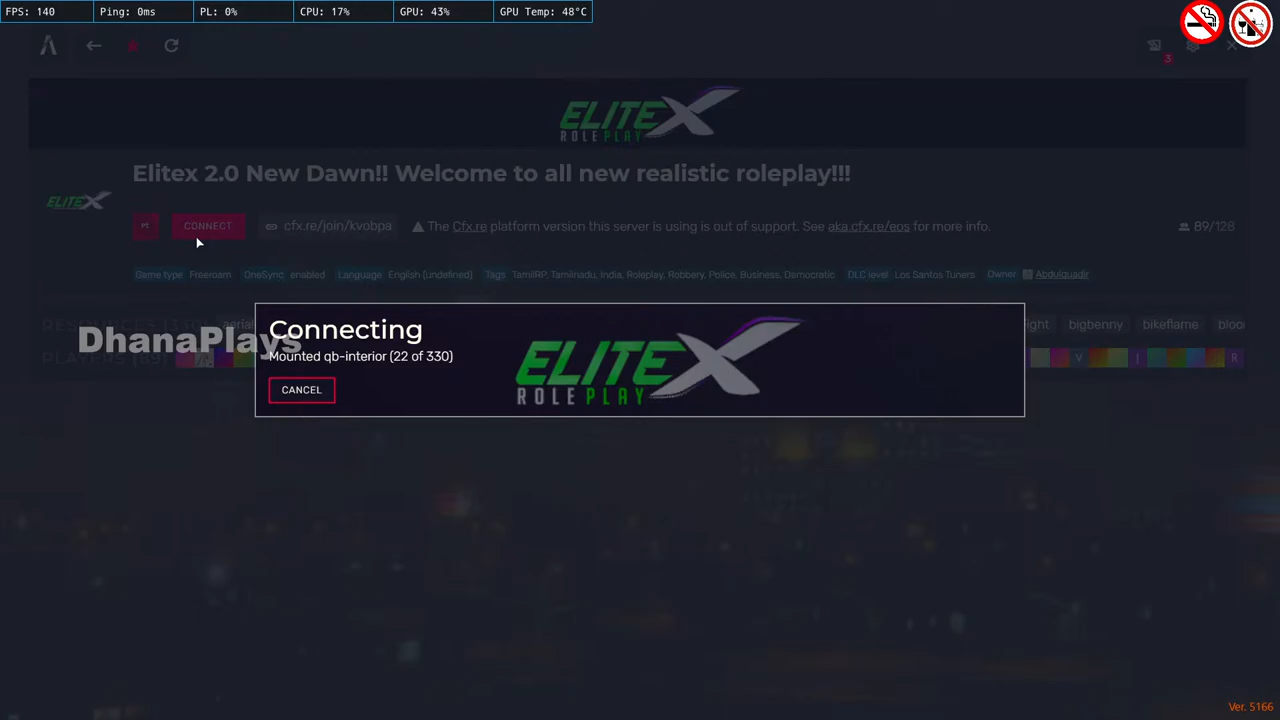 FPS: 140 Ping: 0ms PL: 0% CPU: 17% GPU: 43% GPU Temp: 48°C
3
ELITEX
ROLE PLAY
Elitex 2.0 New Dawn!! Welcome to all new realistic roleplay!!!
ELITEX
CONNECT cfx.re/join/kvobpa The Cfx.re platform version this server is using is out of support. See aka.cfx.re/eos for more info. 89/128
Game type Freeroam OneSync enabled Language English (undefined) Tags TamilRP, Tamilnadu, India, Roleplay, Robbery, Police, Business, Democratic DLC level Los Santos Tuners Owner Abdulquadir
bigbenny bikeflame
DhanaPlays
V R
Connecting
Mounted qb-interior (22 of 330)
CANCEL
ELITEX
ROLE PLAY
Ver. 5166